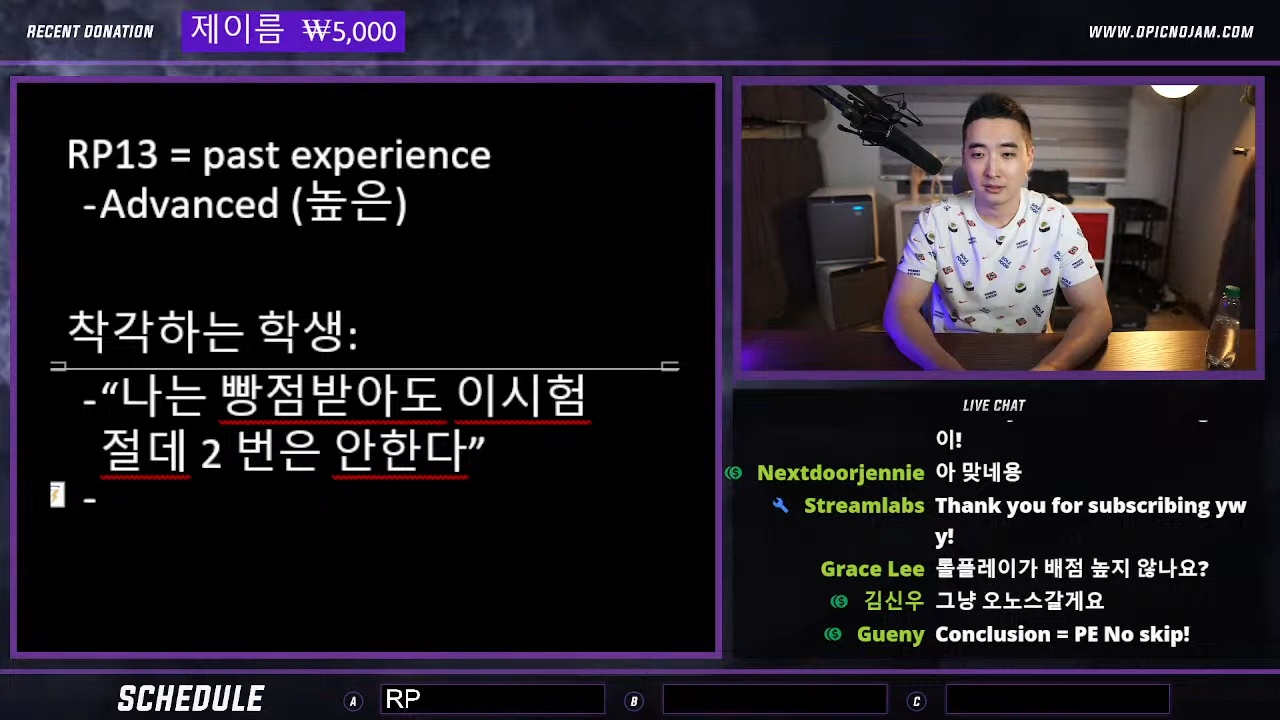 RECENT DONATION
제이름 ₩5,000
WWW.OPICNOJAM.COM
RP13 = past experience
-Advanced (높은)
착각하는 학생:
-“나는 빵점받아도 이시험
절데 2 번은 안한다”
-
LIVE CHAT
이!
Nextdoorjennie 아 맞네용
Streamlabs Thank you for subscribing yw
y!
Grace Lee 롤플레이가 배점 높지 않나요?
김신우 그냥 오노스갈게요
Gueny Conclusion = PE No skip!
SCHEDULE A RP B C